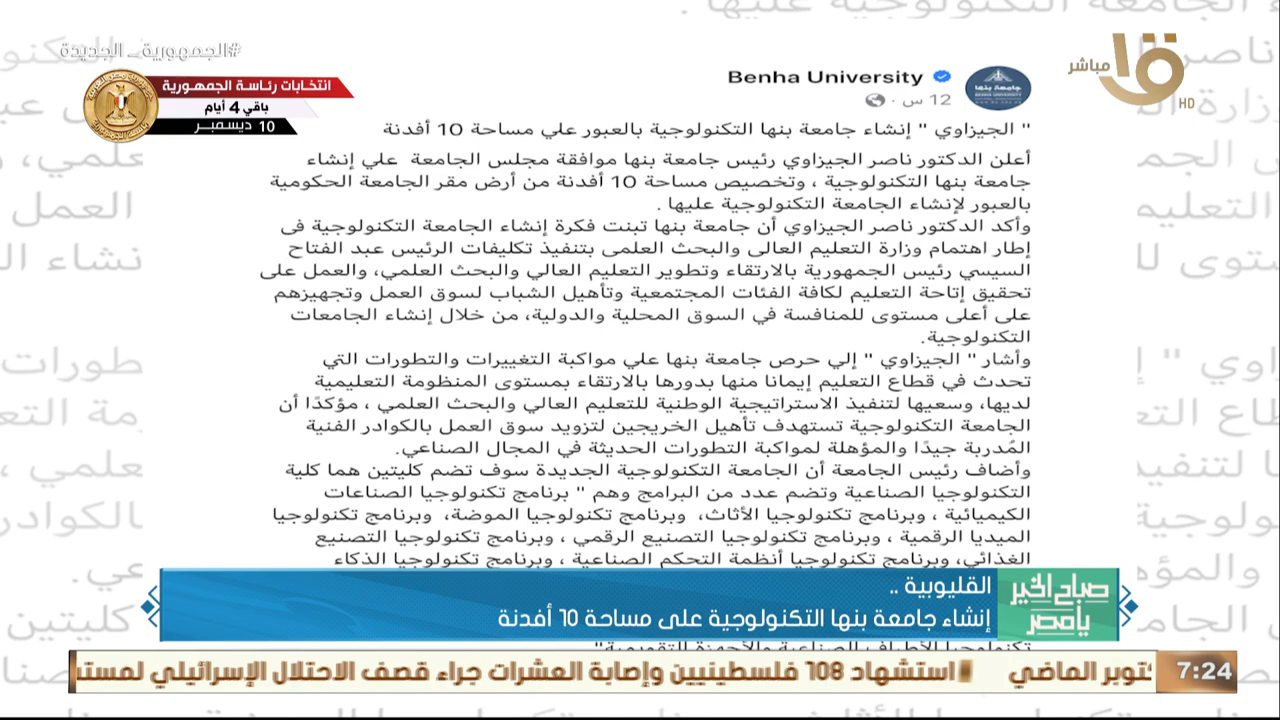 #الجمهورية_الجديدة
انتخابات رئاسة الجمهورية
باقي 4 أيام
10 ديسمبر
مباشر
HD
Benha University
12 س ·
" الجيزاوي " إنشاء جامعة بنها التكنولوجية بالعبور علي مساحة 10 أفدنة
أعلن الدكتور ناصر الجيزاوي رئيس جامعة بنها موافقة مجلس الجامعة علي إنشاء
جامعة بنها التكنولوجية ، وتخصيص مساحة 10 أفدنة من أرض مقر الجامعة الحكومية
بالعبور لإنشاء الجامعة التكنولوجية عليها .
وأكد الدكتور ناصر الجيزاوي أن جامعة بنها تبنت فكرة إنشاء الجامعة التكنولوجية فى
إطار اهتمام وزارة التعليم العالى والبحث العلمى بتنفيذ تكليفات الرئيس عبد الفتاح
السيسي رئيس الجمهورية بالارتقاء وتطوير التعليم العالي والبحث العلمي، والعمل على
تحقيق إتاحة التعليم لكافة الفئات المجتمعية وتأهيل الشباب لسوق العمل وتجهيزهم
على أعلى مستوى للمنافسة في السوق المحلية والدولية، من خلال إنشاء الجامعات
التكنولوجية.
وأشار " الجيزاوي " إلي حرص جامعة بنها علي مواكبة التغييرات والتطورات التي
تحدث في قطاع التعليم إيمانا منها بدورها بالارتقاء بمستوى المنظومة التعليمية
لديها، وسعيها لتنفيذ الاستراتيجية الوطنية للتعليم العالي والبحث العلمي ، مؤكدًا أن
الجامعة التكنولوجية تستهدف تأهيل الخريجين لتزويد سوق العمل بالكوادر الفنية
المُدربة جيدًا والمؤهلة لمواكبة التطورات الحديثة في المجال الصناعي.
وأضاف رئيس الجامعة أن الجامعة التكنولوجية الجديدة سوف تضم كليتين هما كلية
التكنولوجيا الصناعية وتضم عدد من البرامج وهم " برنامج تكنولوجيا الصناعات
الكيميائية ، وبرنامج تكنولوجيا الأثاث، وبرنامج تكنولوجيا الموضة، وبرنامج تكنولوجيا
الميديا الرقمية ، وبرنامج تكنولوجيا التصنيع الرقمي ، وبرنامج تكنولوجيا التصنيع
الغذائي، وبرنامج تكنولوجيا أنظمة التحكم الصناعية ، وبرنامج تكنولوجيا الذكاء
صباح الخير يا مصر
القليوبية ..
إنشاء جامعة بنها التكنولوجية على مساحة 10 أفدنة
تكنولوجيا الأطراف الصناعية والأجهزة التقويمية"
كتوبر الماضي استشهاد 108 فلسطينيين وإصابة العشرات جراء قصف الاحتلال الإسرائيلي لمست
7:24